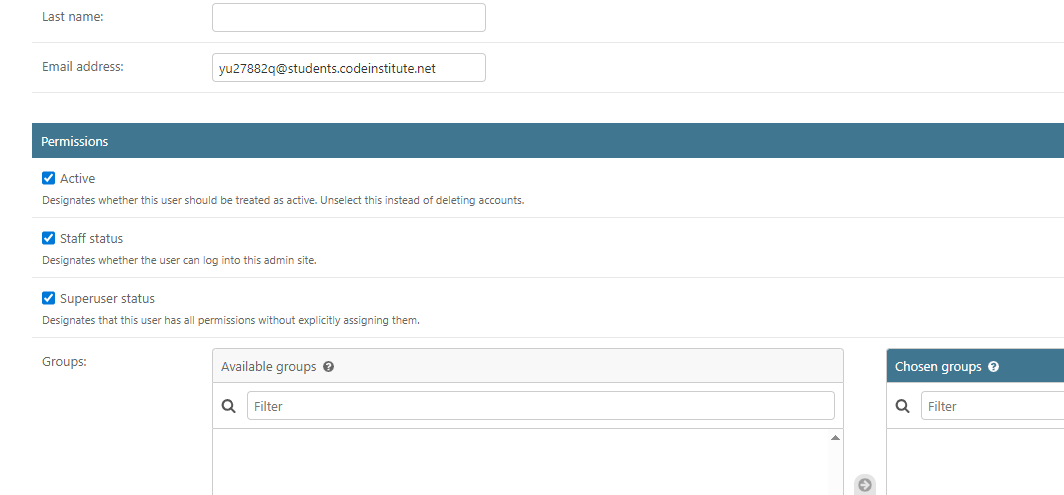 Last name:
Email address:
yu27882q@students.codeinstitute.net
Permissions
Active
Designates whether this user should be treated as active. Unselect this instead of deleting accounts.
Staff status
Designates whether the user can log into this admin site.
Superuser status
Designates that this user has all permissions without explicitly assigning them.
Groups:
Available groups ?
Filter
Chosen groups ?
Filter